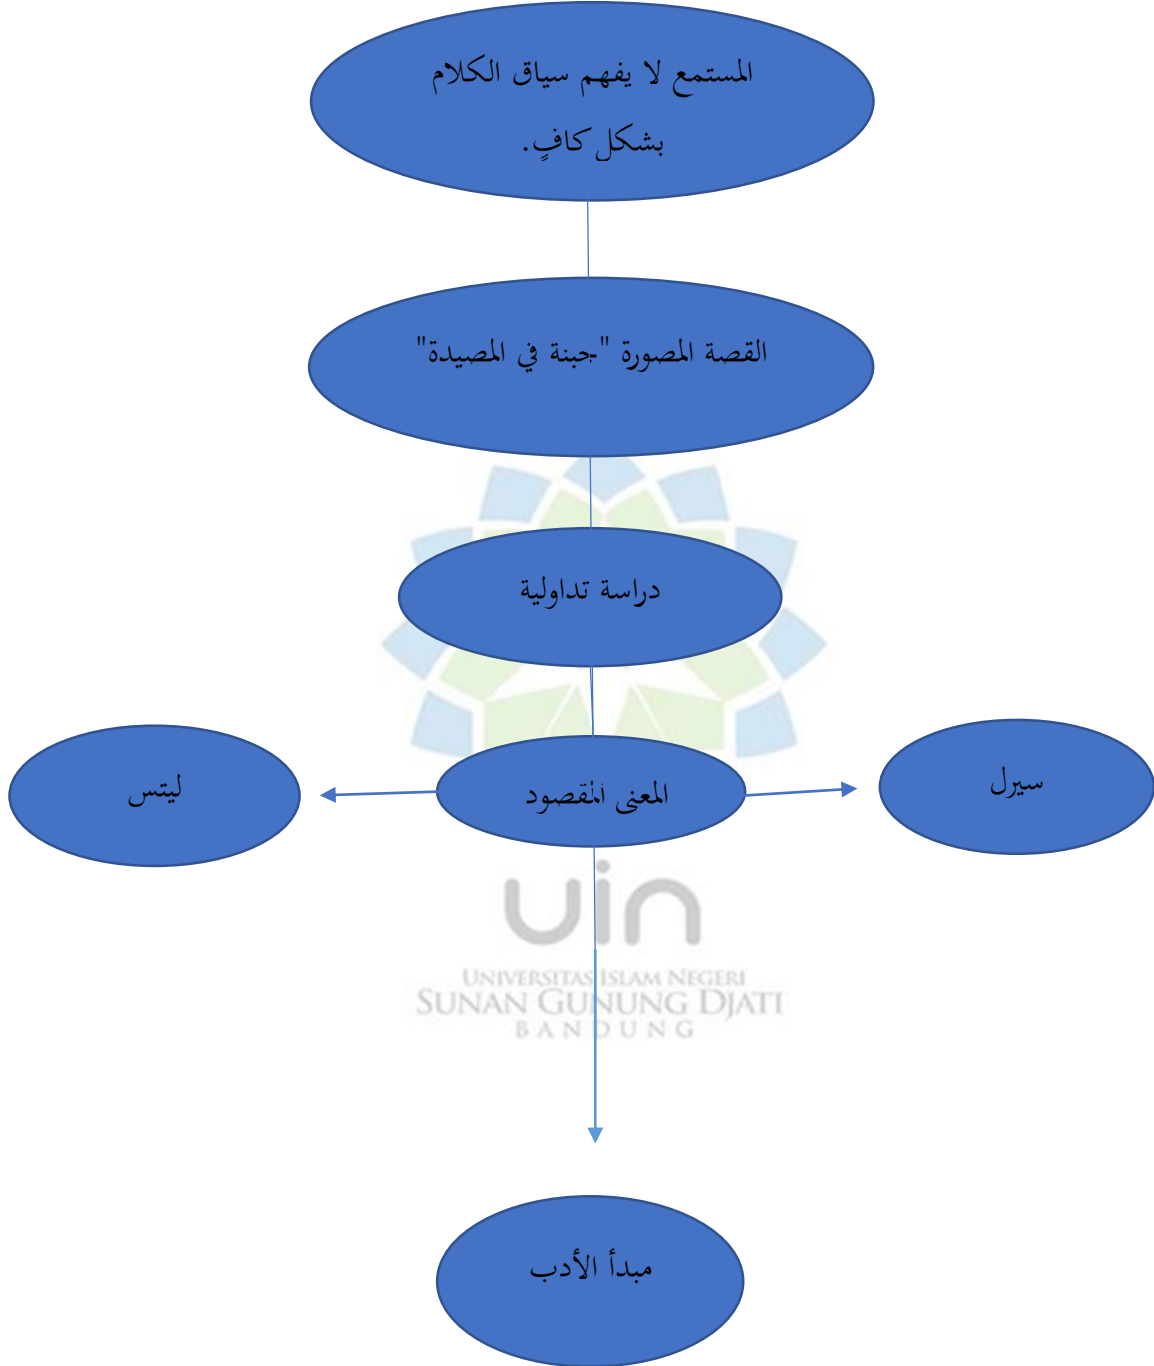 المستمع لا يفهم سياق الكلام
بشكل كافٍ.
القصة المصورة "جبنة في المصيدة"
دراسة تداولية
ليتس
المعنى المقصود
سيرل
uin
UNIVERSITAS ISLAM NEGERI
SUNAN GUNUNG DJATI
BANDUNG
مبدأ الأدب